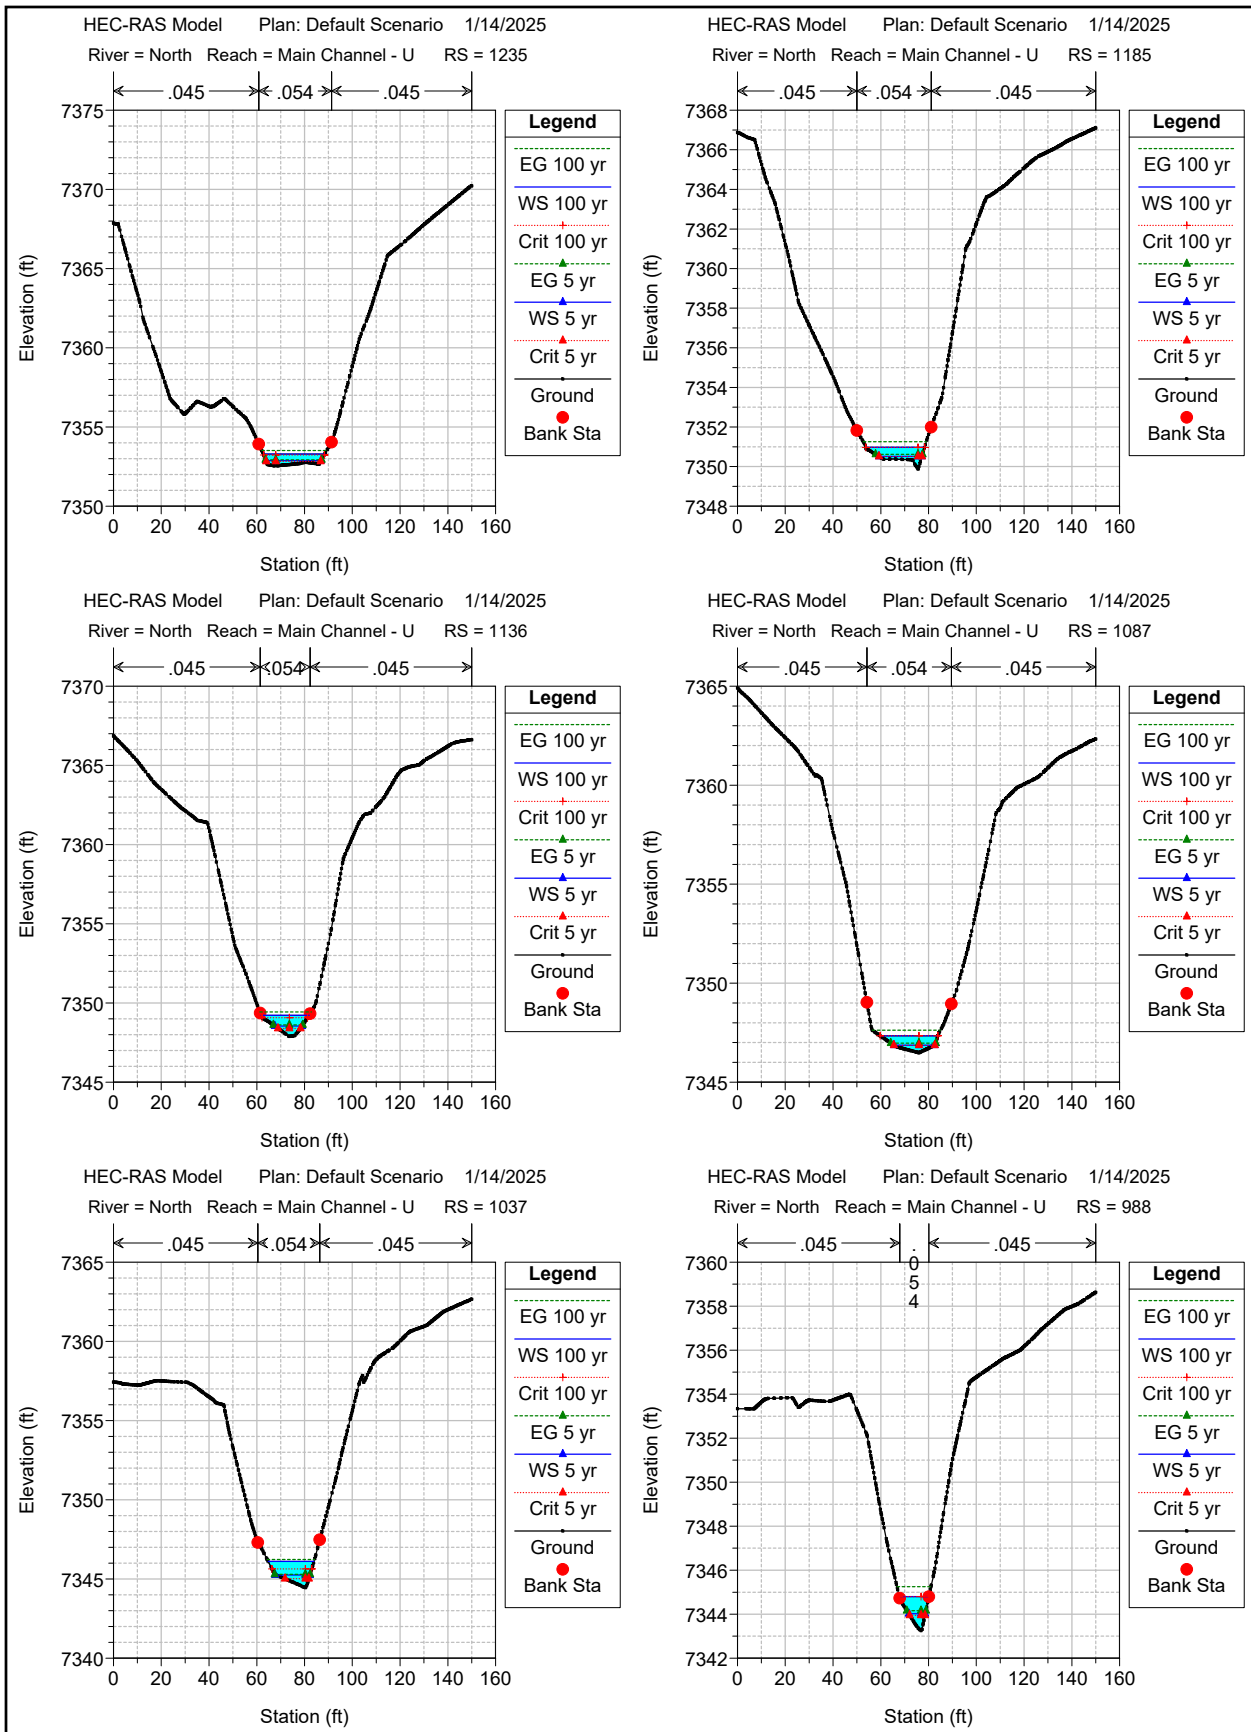 HEC-RAS Model Plan: Default Scenario 1/14/2025
River = North Reach = Main Channel - U RS = 1235
.045 .054 .045
7375
7370
7365
7360
7355
7350
Elevation (ft)
0 20 40 60 80 100 120 140 160
Station (ft)
Legend
EG 100 yr
WS 100 yr
Crit 100 yr
EG 5 yr
WS 5 yr
Crit 5 yr
Ground
Bank Sta
HEC-RAS Model Plan: Default Scenario 1/14/2025
River = North Reach = Main Channel - U RS = 1185
.045 .054 .045
7368
7366
7364
7362
7360
7358
7356
7354
7352
7350
7348
Elevation (ft)
0 20 40 60 80 100 120 140 160
Station (ft)
Legend
EG 100 yr
WS 100 yr
Crit 100 yr
EG 5 yr
WS 5 yr
Crit 5 yr
Ground
Bank Sta
HEC-RAS Model Plan: Default Scenario 1/14/2025
River = North Reach = Main Channel - U RS = 1136
.045 .054 .045
7370
7365
7360
7355
7350
7345
Elevation (ft)
0 20 40 60 80 100 120 140 160
Station (ft)
Legend
EG 100 yr
WS 100 yr
Crit 100 yr
EG 5 yr
WS 5 yr
Crit 5 yr
Ground
Bank Sta
HEC-RAS Model Plan: Default Scenario 1/14/2025
River = North Reach = Main Channel - U RS = 1087
.045 .054 .045
7365
7360
7355
7350
7345
Elevation (ft)
0 20 40 60 80 100 120 140 160
Station (ft)
Legend
EG 100 yr
WS 100 yr
Crit 100 yr
EG 5 yr
WS 5 yr
Crit 5 yr
Ground
Bank Sta
HEC-RAS Model Plan: Default Scenario 1/14/2025
River = North Reach = Main Channel - U RS = 1037
.045 .054 .045
7365
7360
7355
7350
7345
7340
Elevation (ft)
0 20 40 60 80 100 120 140 160
Station (ft)
Legend
EG 100 yr
WS 100 yr
Crit 100 yr
EG 5 yr
WS 5 yr
Crit 5 yr
Ground
Bank Sta
HEC-RAS Model Plan: Default Scenario 1/14/2025
River = North Reach = Main Channel - U RS = 988
.045 .054 .045
7360
7358
7356
7354
7352
7350
7348
7346
7344
7342
Elevation (ft)
0 20 40 60 80 100 120 140 160
Station (ft)
Legend
EG 100 yr
WS 100 yr
Crit 100 yr
EG 5 yr
WS 5 yr
Crit 5 yr
Ground
Bank Sta